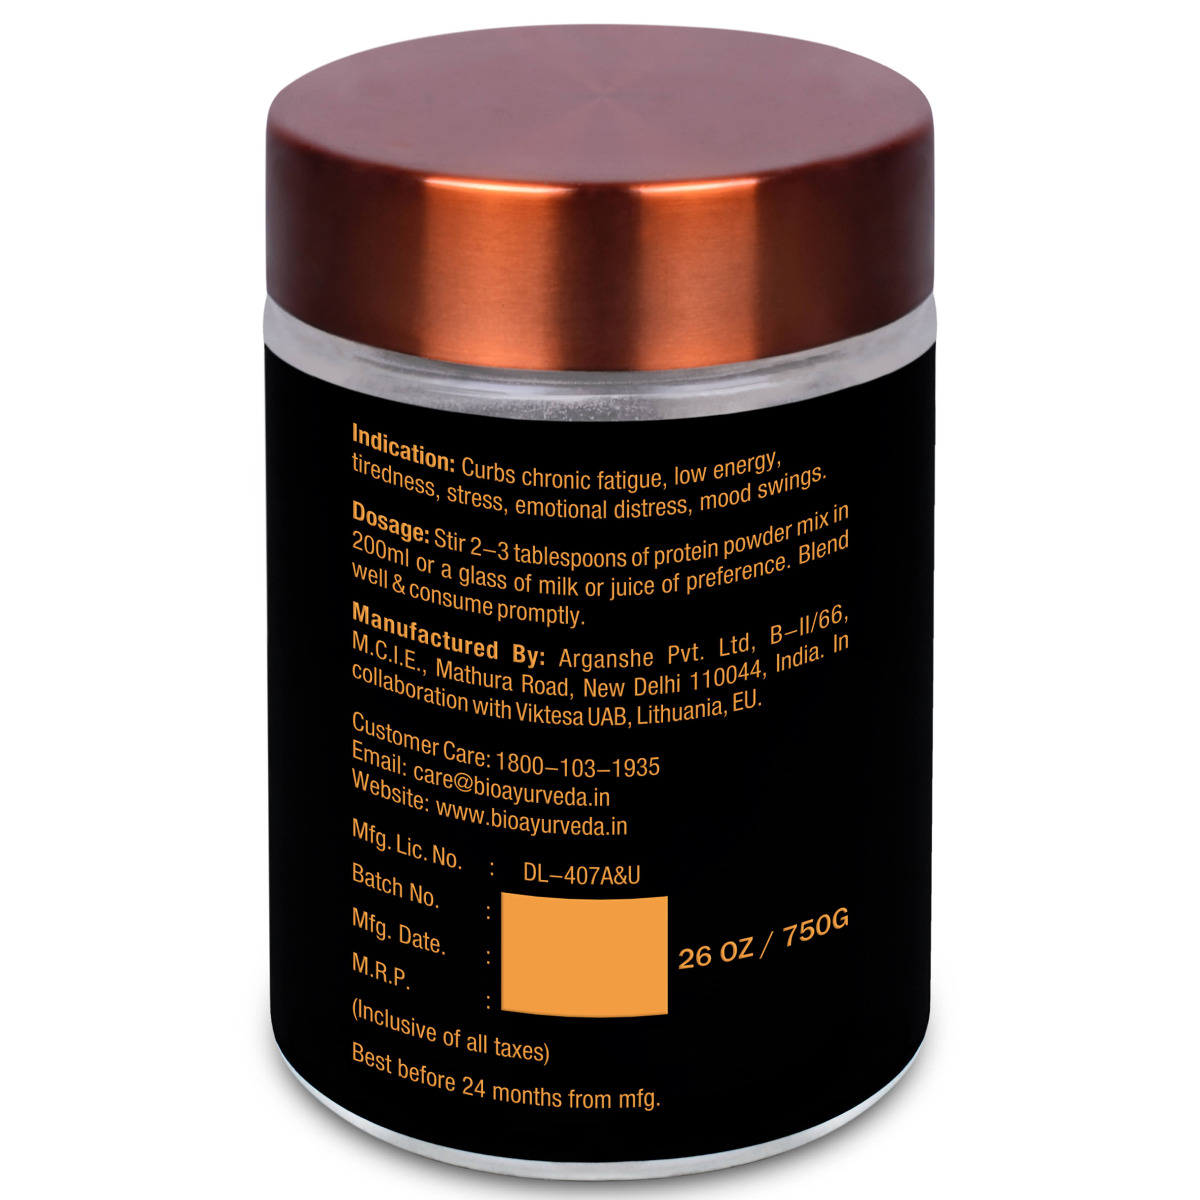 Indication: Curbs chronic fatigue, low energy,
tiredness, stress, emotional distress, mood swings.
Dosage: Stir 2–3 tablespoons of protein powder mix in
200ml or a glass of milk or juice of preference. Blend
well & consume promptly.
Manufactured By: Arganshe Pvt. Ltd, B–II/66,
M.C.I.E., Mathura Road, New Delhi 110044, India. In
collaboration with Viktesa UAB, Lithuania, EU.
Customer Care: 1800–103–1935
Email: care@bioayurveda.in
Website: www.bioayurveda.in
Mfg. Lic. No. : DL–407A&U
Batch No. :
Mfg. Date. :
M.R.P. :
26 OZ / 750G
(Inclusive of all taxes)
Best before 24 months from mfg.